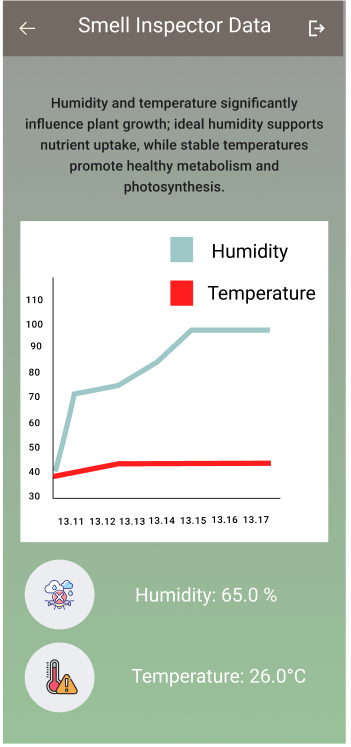 Smell Inspector Data
Humidity and temperature significantly
influence plant growth; ideal humidity supports
nutrient uptake, while stable temperatures
promote healthy metabolism and
photosynthesis.
Humidity
Temperature
110
100
90
80
70
60
50
40
30
13.11 13.12 13.13 13.14 13.15 13.16 13.17
Humidity: 65.0 %
Temperature: 26.0°C